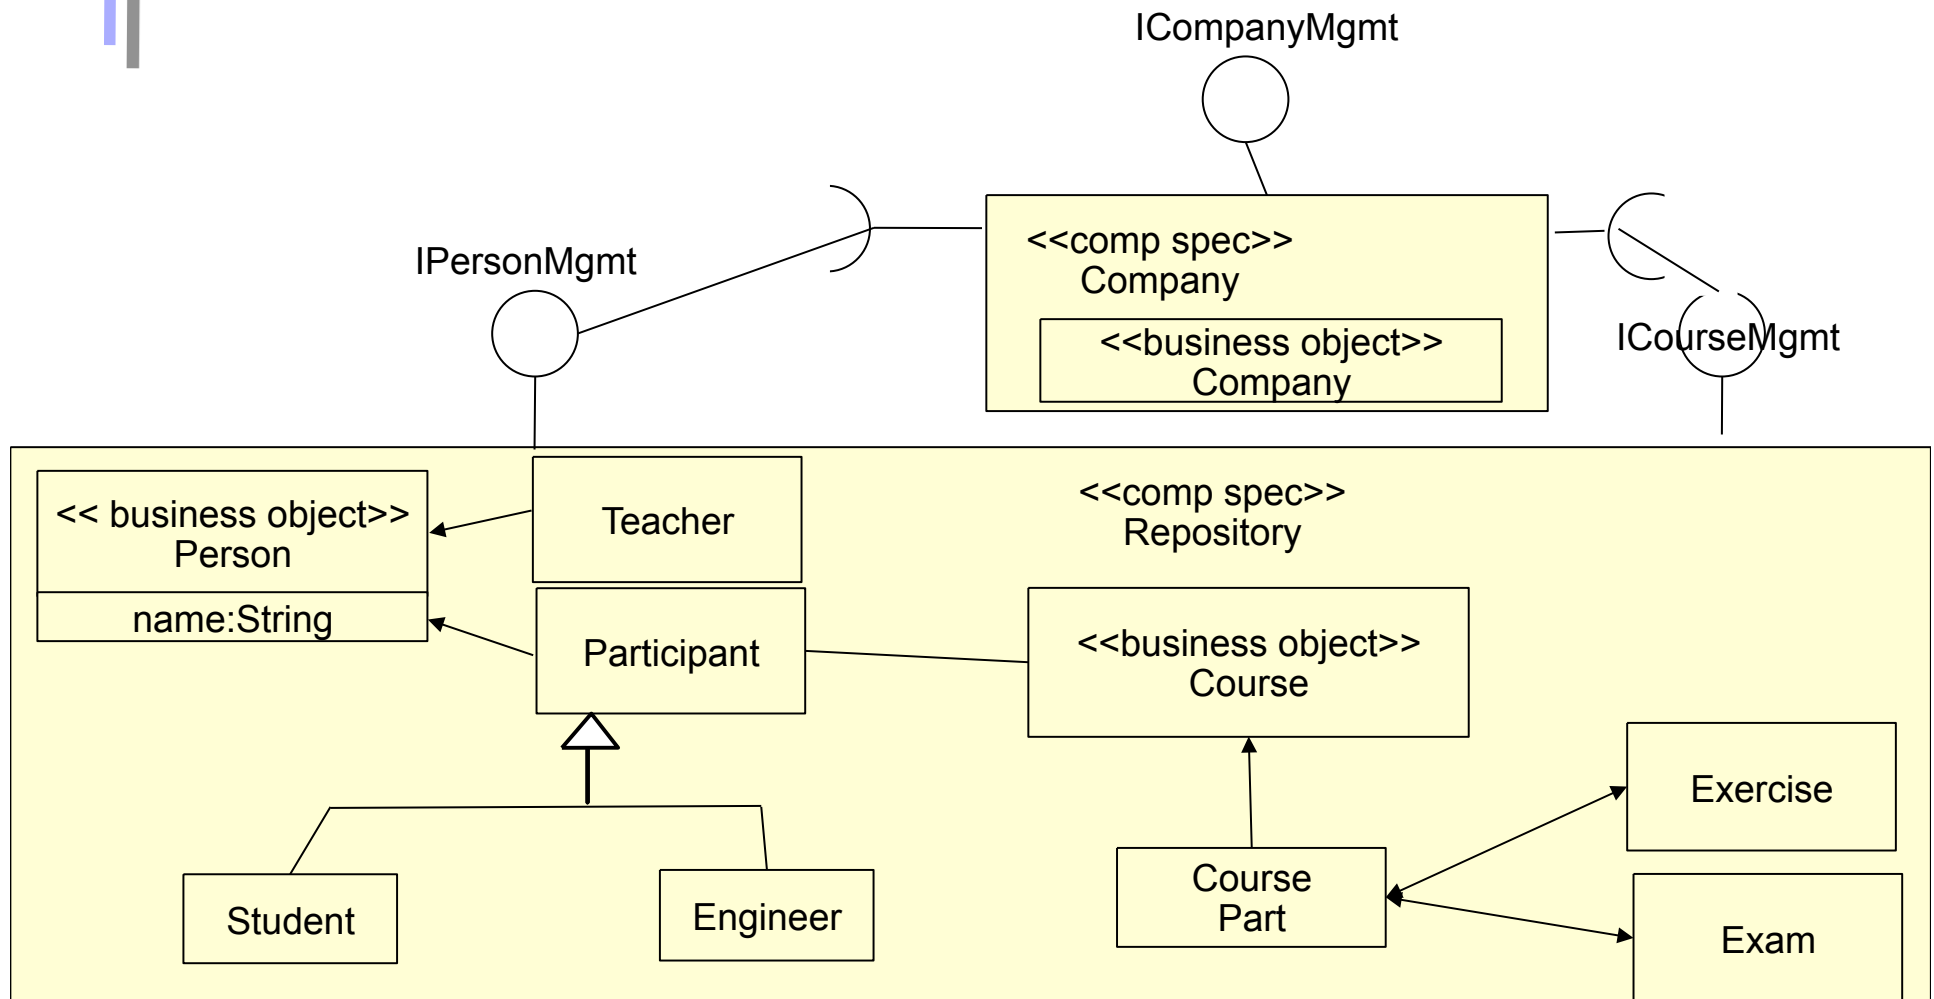 ICompanyMgmt
IPersonMgmt
<<comp spec>>
Company
<<business object>>
Company
ICourseMgmt
<< business object>>
Person
name:String
Teacher
<<comp spec>>
Repository
Participant
<<business object>>
Course
Exercise
Student
Engineer
Course
Part
Exam